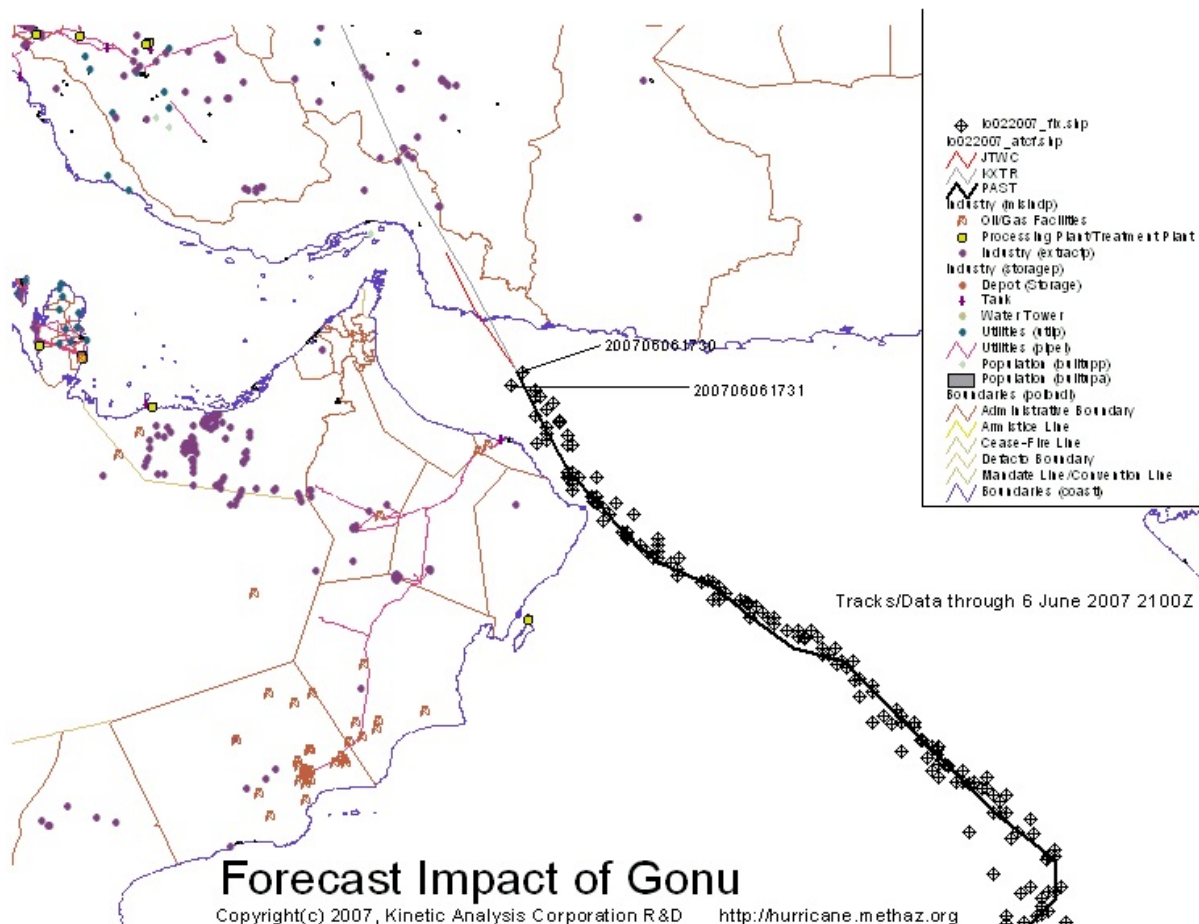 lo022007_fix.shp
lo022007_atcf.shp
JTWC
KXTR
PAST
Industry (misindp)
Oil/Gas Facilities
Processing Plant/Treatment Plant
Industry (extractp)
Industry (storagep)
Depot (Storage)
Tank
Water Tower
Utilities (utilp)
Utilities (pipel)
Population (builtupp)
Population (builtupa)
Boundaries (polbndl)
Administrative Boundary
Armistice Line
Cease-Fire Line
Defacto Boundary
Mandate Line/Convention Line
Boundaries (coastl)
200706061730
200706061731
Tracks/Data through 6 June 2007 2100Z
Forecast Impact of Gonu
Copyright(c) 2007, Kinetic Analysis Corporation R&D http://hurricane.methaz.org